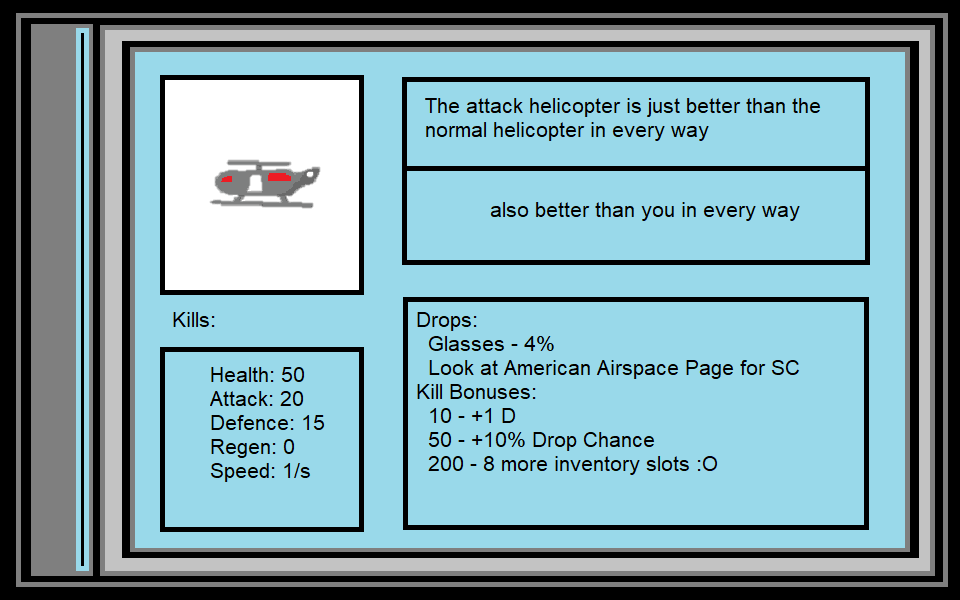 The attack helicopter is just better than the
normal helicopter in every way
also better than you in every way
Kills:
Health: 50
Attack: 20
Defence: 15
Regen: 0
Speed: 1/s
Drops:
Glasses - 4%
Look at American Airspace Page for SC
Kill Bonuses:
10 - +1 D
50 - +10% Drop Chance
200 - 8 more inventory slots :O